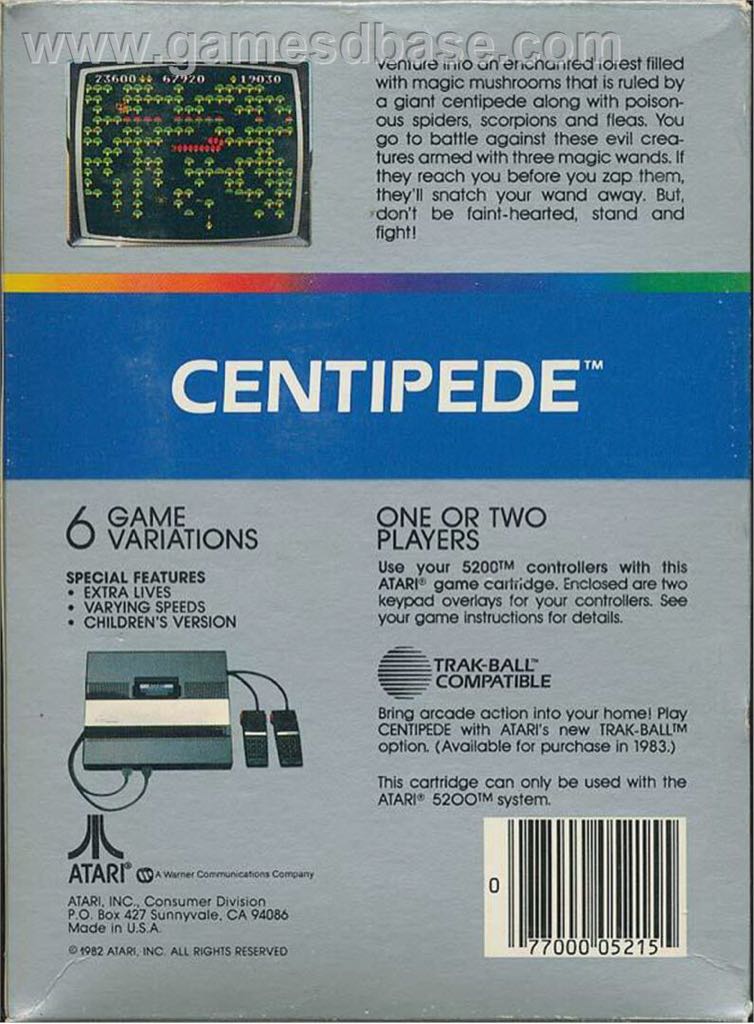 www.gamesdbase.com
23600 67920 19030
Venture into an enchanted forest filled
with magic mushrooms that is ruled by
a giant centipede along with poison-
ous spiders, scorpions and fleas. You
go to battle against these evil crea-
tures armed with three magic wands. If
they reach you before you zap them,
they'll snatch your wand away. But,
don't be faint-hearted, stand and
fight!
CENTIPEDE™
6 GAME
VARIATIONS
SPECIAL FEATURES
• EXTRA LIVES
• VARYING SPEEDS
• CHILDREN'S VERSION
ONE OR TWO
PLAYERS
Use your 5200™ controllers with this
ATARI® game cartridge. Enclosed are two
keypad overlays for your controllers. See
your game instructions for details.
TRAK-BALL™
COMPATIBLE
Bring arcade action into your home! Play
CENTIPEDE with ATARI's new TRAK-BALL™
option. (Available for purchase in 1983.)
This cartridge can only be used with the
ATARI® 5200™ system.
ATARI® A Warner Communications Company
ATARI, INC., Consumer Division
P.O. Box 427 Sunnyvale, CA 94086
Made in U.S.A.
© 1982 ATARI, INC. ALL RIGHTS RESERVED
0 77000 05215